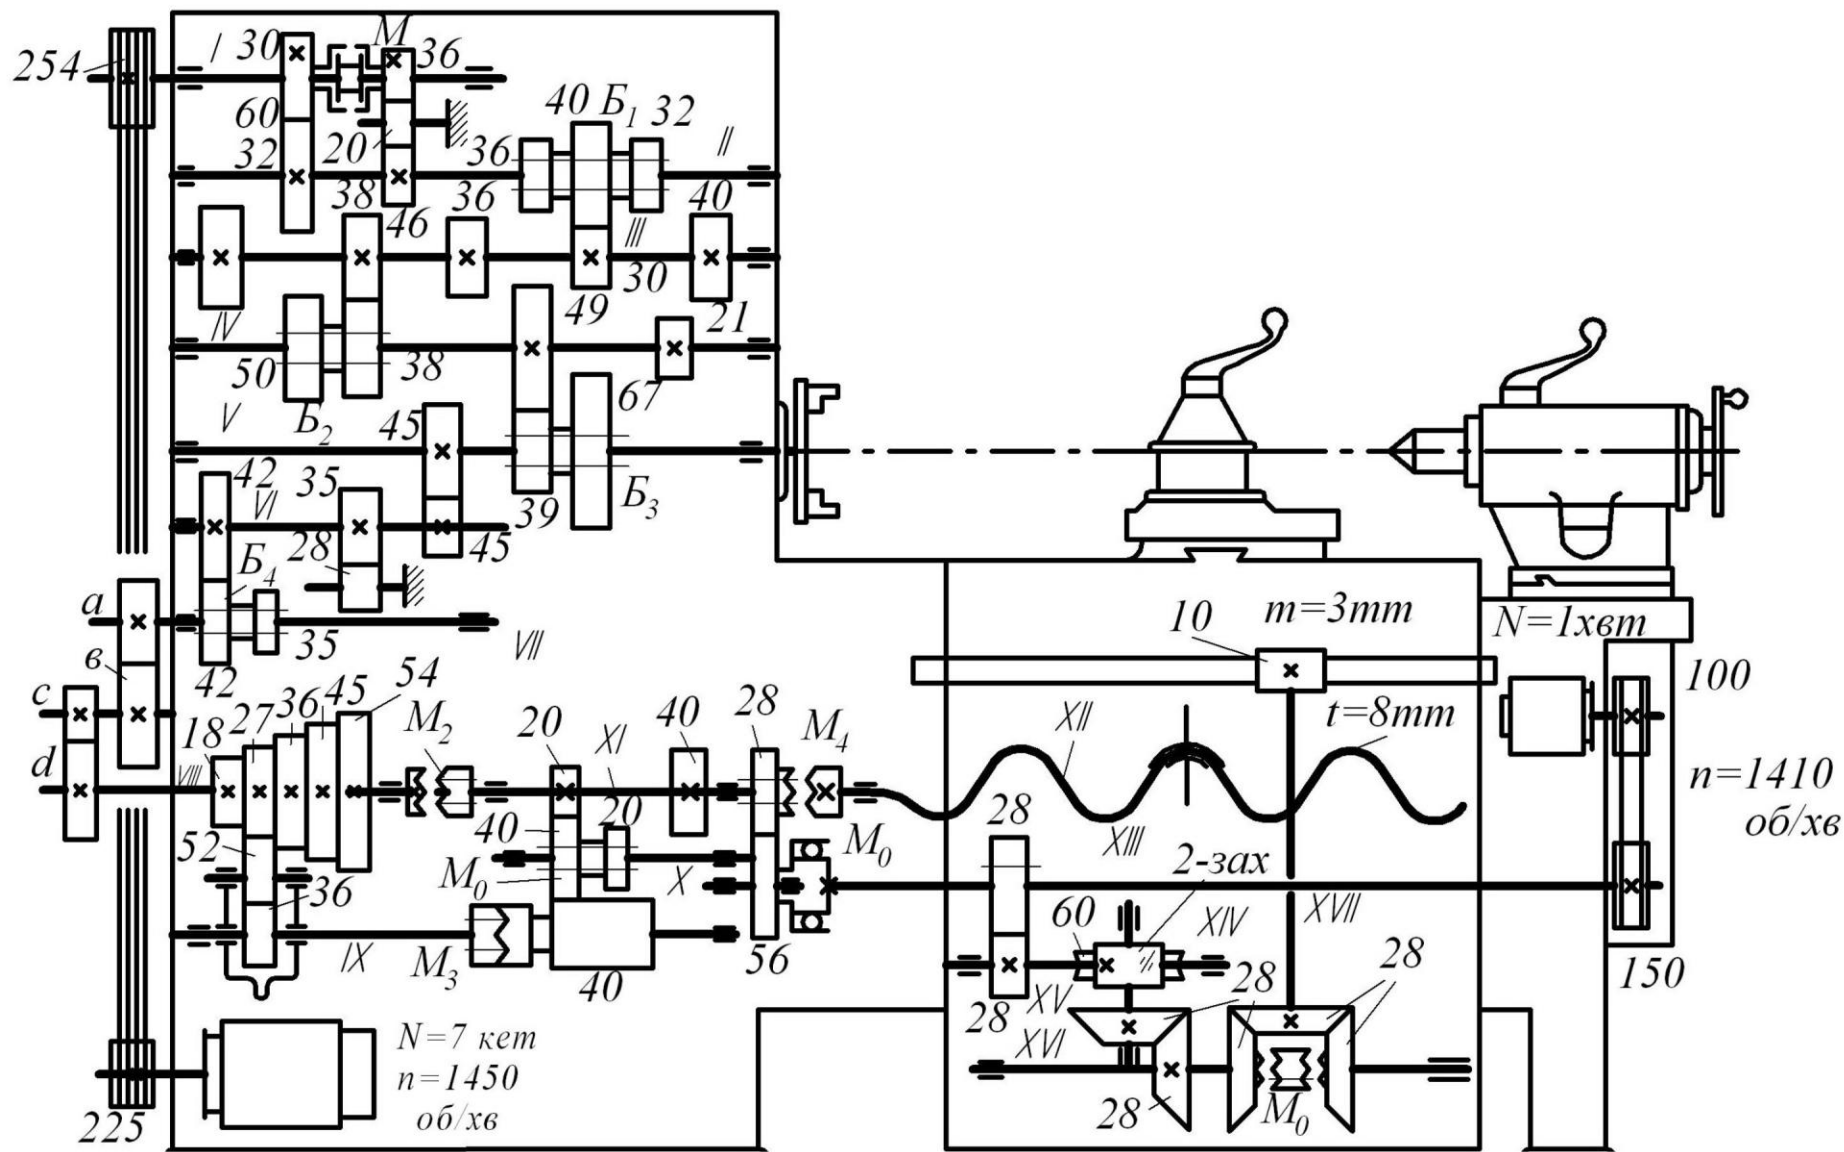 I 30 M 36
254
60
40 Б1 32
32 20 36 II
38 36 40
46
III
30
49 21
IV
50 38
67
V Б2 45
42 35 Б3
VI 39
Б4 28 45
a
в 35 VII
42
c 54
45
36
27
18
d VIII
M2 20 XI 40 28 M4
20
40
52 M0 X M0
36
IX M3 40 56
N=7 кет
n=1450
об/хв
225
10 m=3mm N=1хвт
100
t=8mm
XII
n=1410
об/хв
28 XIII
2-зах
60 XIV XVII
28 28
150
28 XV
XVI
28 M0